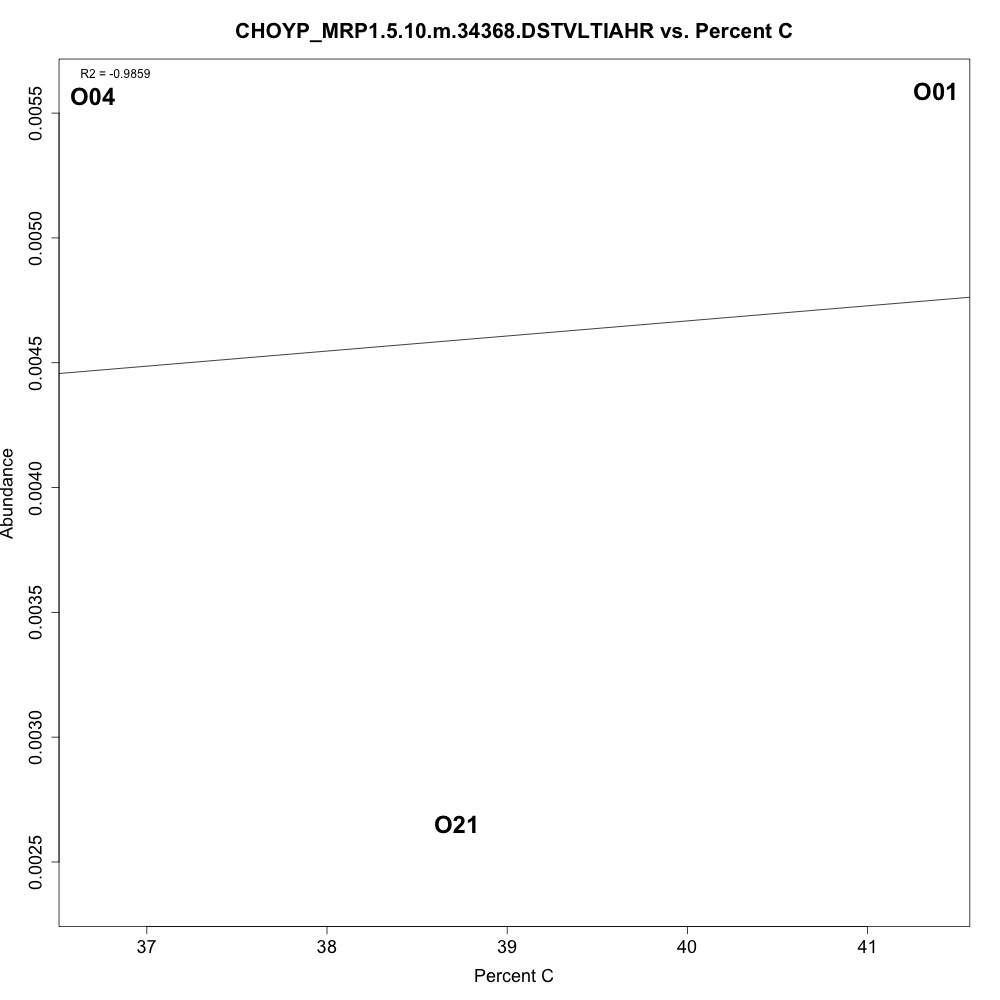 CHOYP_MRP1.5.10.m.34368.DSTVLTIAHR vs. Percent C
R2 = -0.9859
O04
O01
0.0055
0.0050
0.0045
0.0040
Abundance
0.0035
0.0030
O21
0.0025
37 38 39 40 41
Percent C